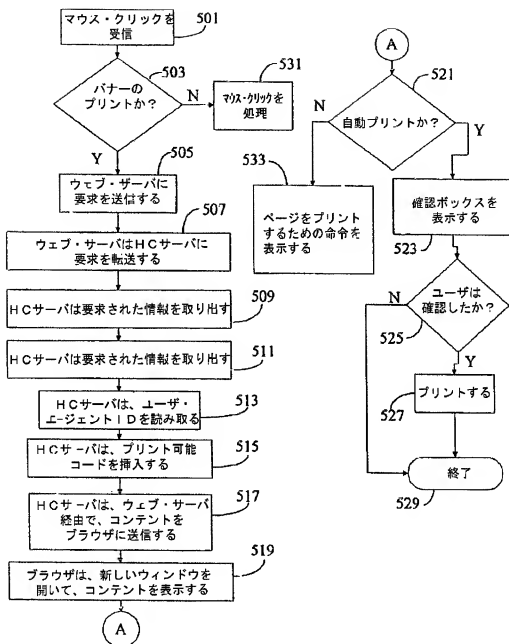 マウス・クリックを
受信
501
バナーの
プリントか?
503
N
Y
マウス・クリックを
処理
531
505
ウェブ・サーバに
要求を送信する
507
ウェブ・サーバはHCサーバに
要求を転送する
HCサーバは要求された情報を取り出す
509
HCサーバは要求された情報を取り出す
511
HCサーバは、ユーザ・
エージェントIDを読み取る
513
HCサーバは、プリント可能
コードを挿入する
515
HCサーバは、ウェブ・サーバ
経由で、コンテントを
ブラウザに送信する
517
ブラウザは、新しいウィンドウを
開いて、コンテントを表示する
519
A
A
521
自動プリントか?
N
Y
533
ページをプリント
するための命令を
表示する
確認ボックスを
表示する
523
ユーザは
確認したか?
N
525
Y
プリントする
527
終了
529